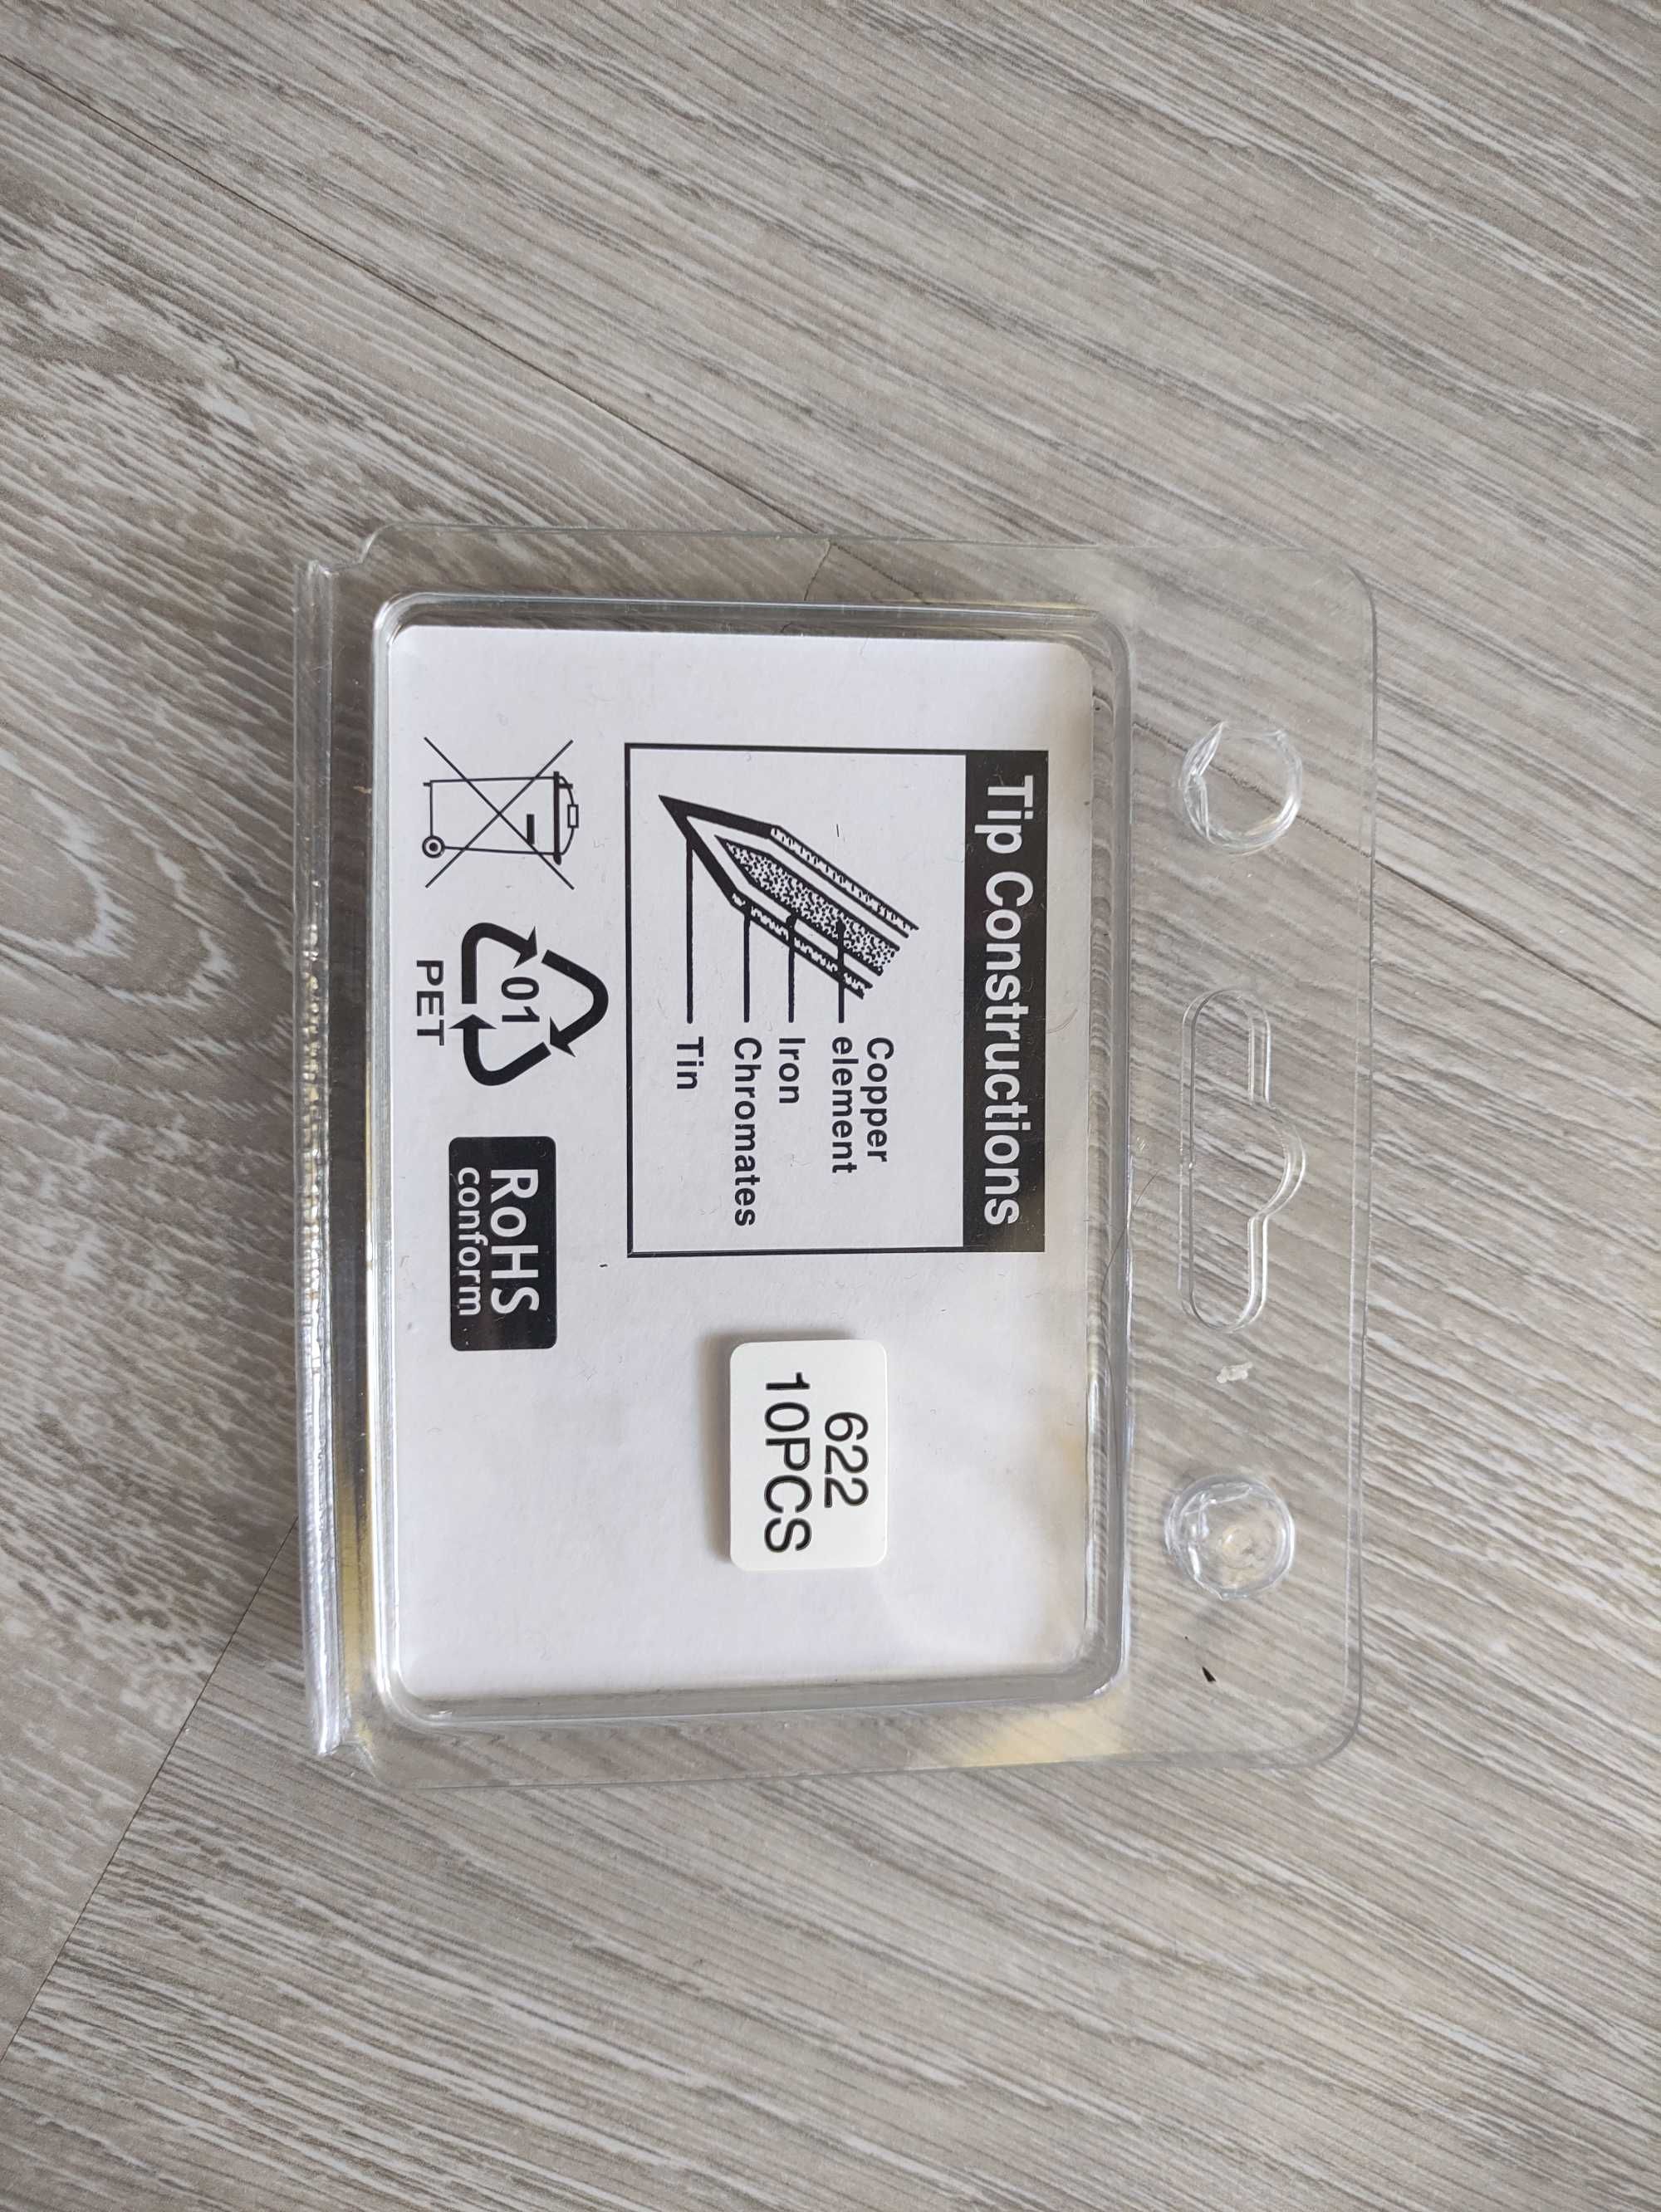 Tip Constructions
Copper
element
Iron
Chromates
Tin
622
10PCS
01
PET
RoHS
conform